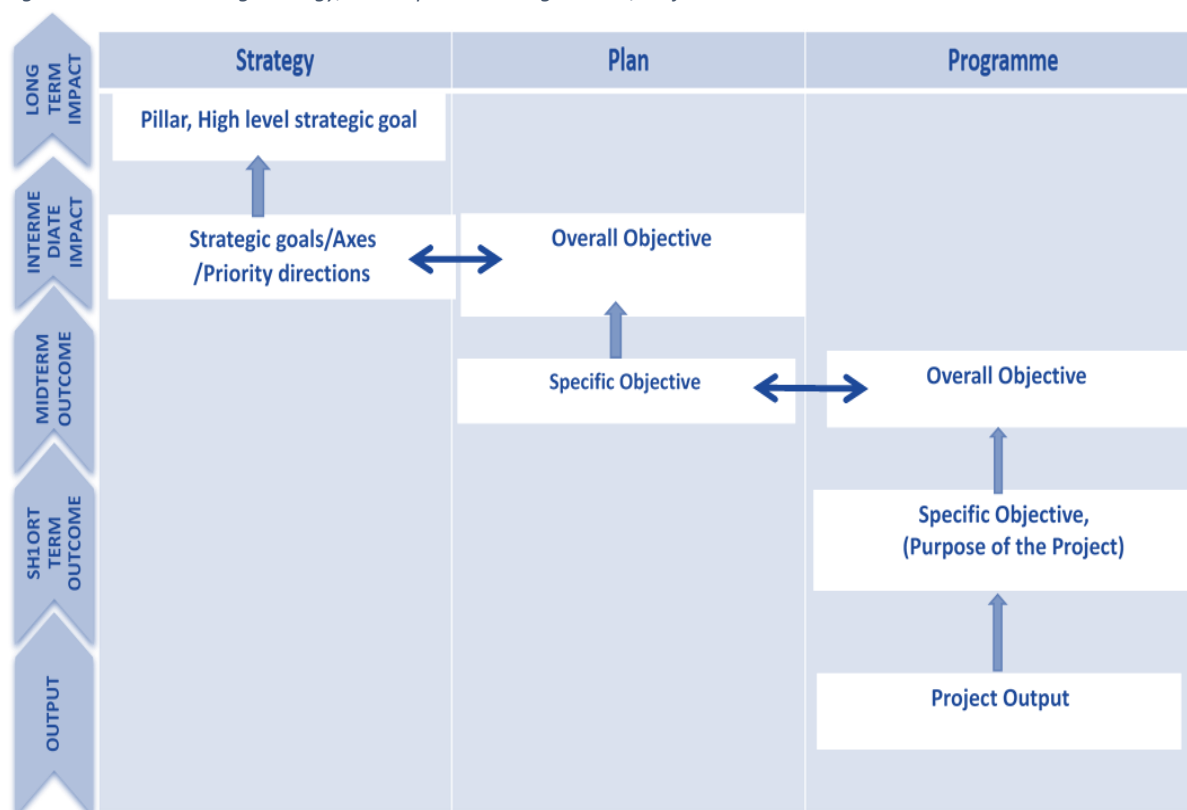 Strategy
Plan
Programme
LONG
TERM
IMPACT
Pillar, High level strategic goal
INTERME
DIATE
IMPACT
Strategic goals/Axes
/Priority directions
Overall Objective
MIDTERM
OUTCOME
Specific Objective
Overall Objective
SH1ORT
TERM
OUTCOME
Specific Objective,
(Purpose of the Project)
OUTPUT
Project Output